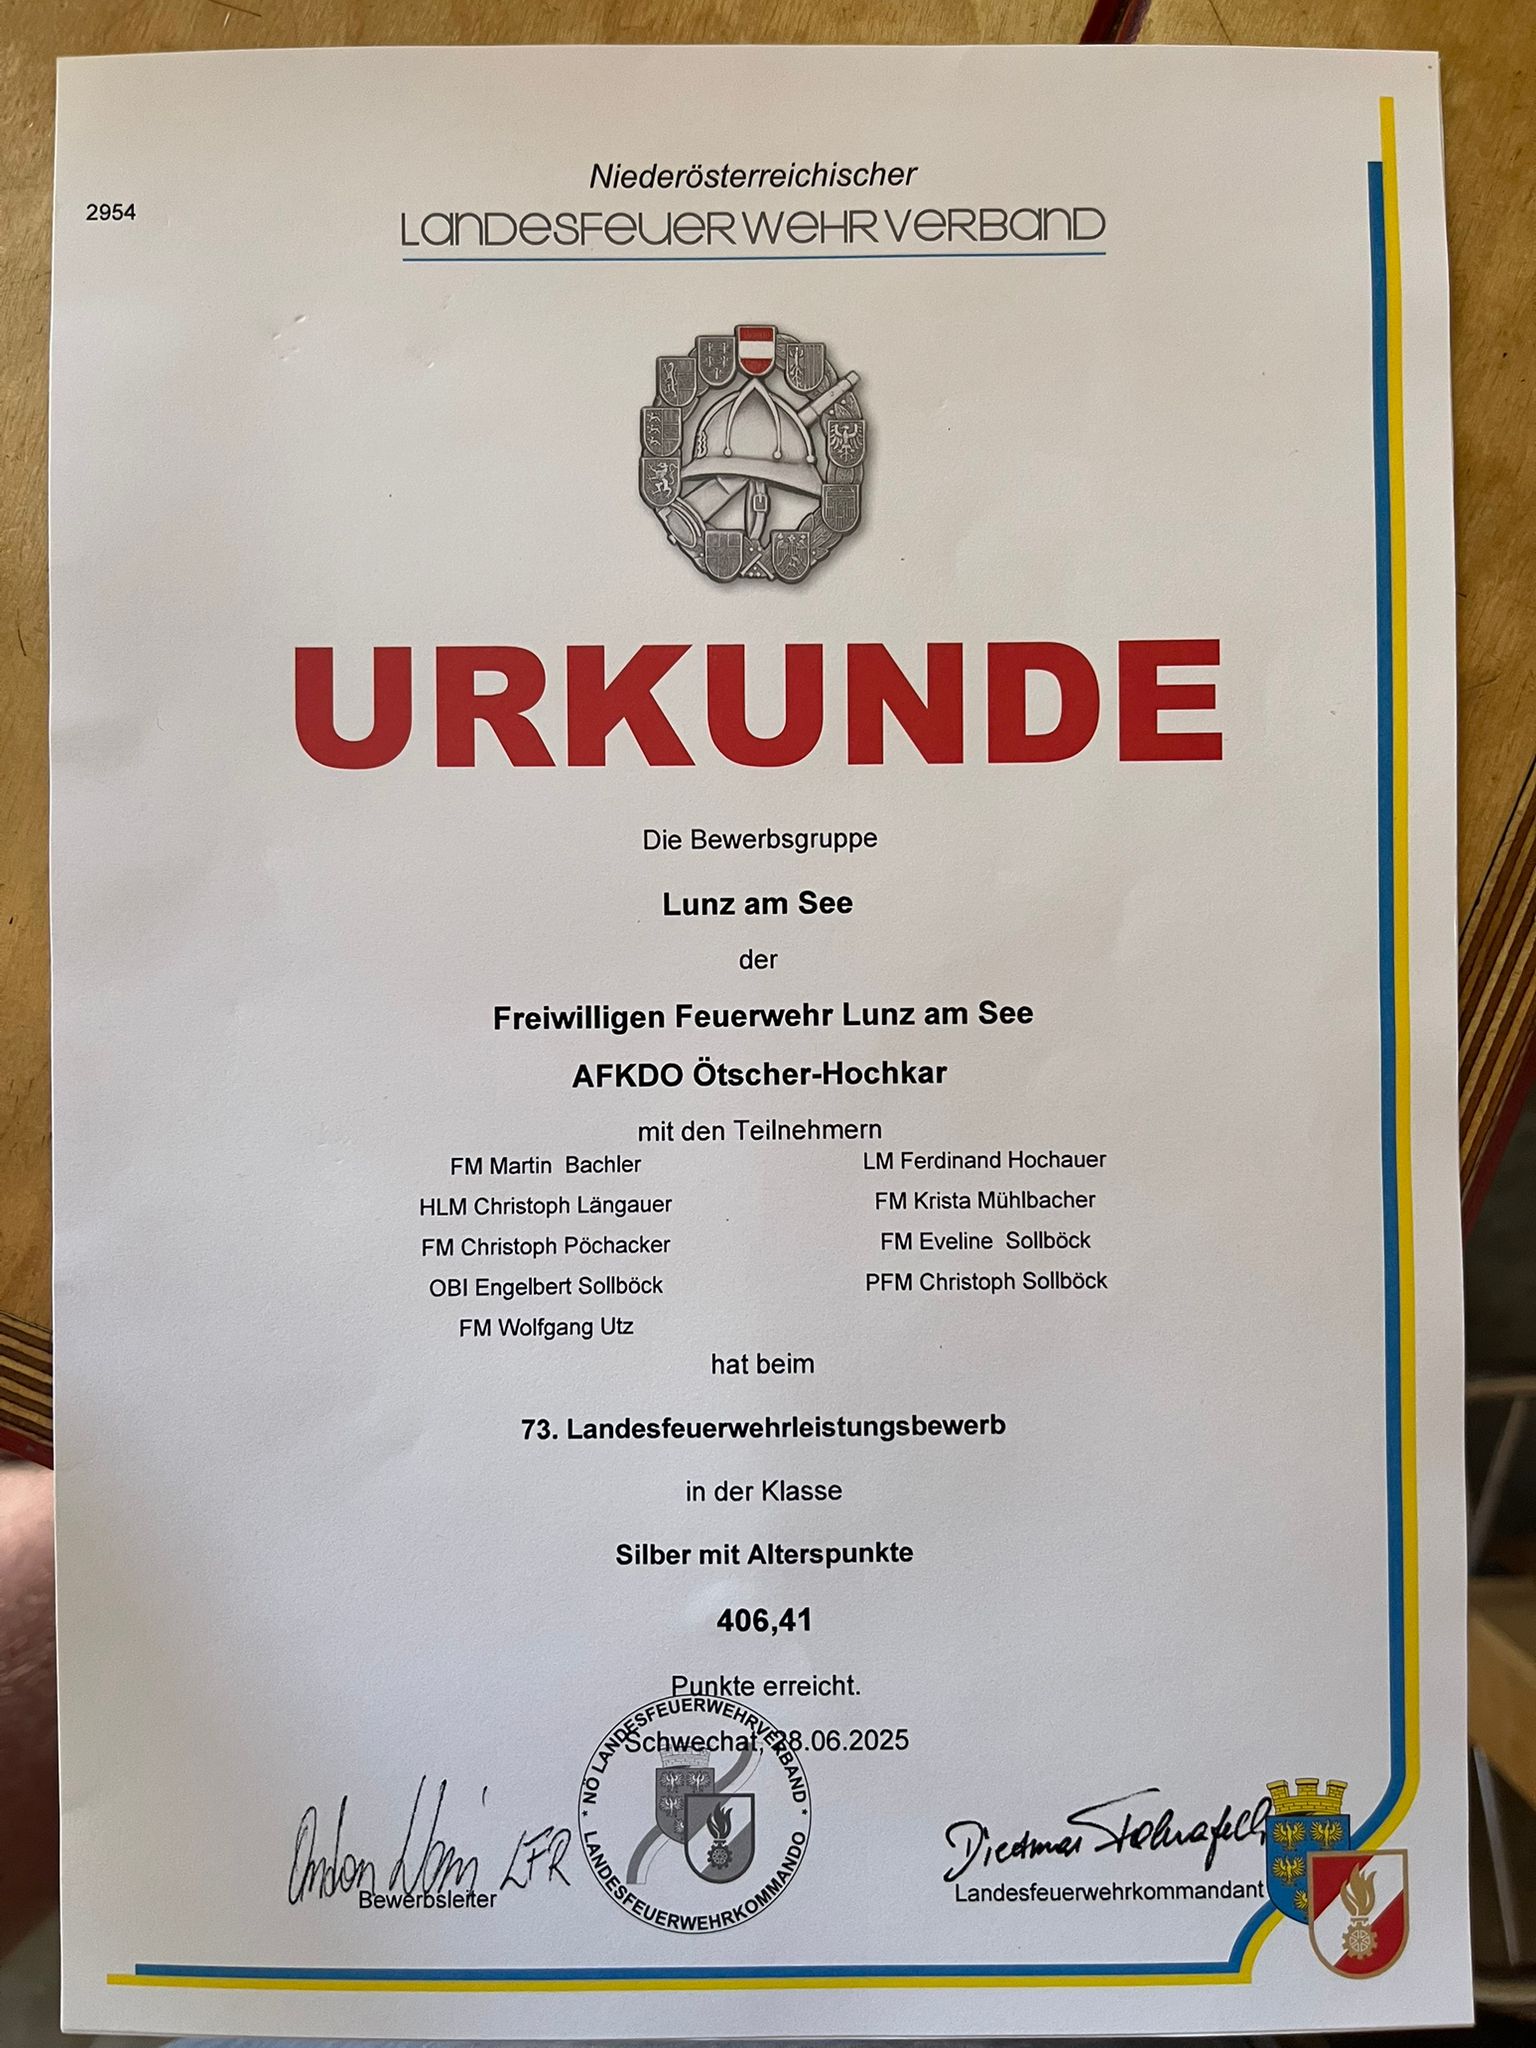 Niederösterreichischer
2954
LANDESFEUERWEHRVERBAND
URKUNDE
Die Bewerbsgruppe
Lunz am See
der
Freiwilligen Feuerwehr Lunz am See
AFKDO Ötscher-Hochkar
mit den Teilnehmern
FM Martin  Bachler
LM Ferdinand Hochauer
HLM Christoph Längauer
FM Krista Mühlbacher
FM Christoph Pöchacker
FM Eveline  Sollböck
OBI Engelbert Sollböck
PFM Christoph Sollböck
FM Wolfgang Utz
hat beim
73. Landesfeuerwehrleistungsbewerb
in der Klasse
Silber mit Alterspunkte
406,41
Punkte erreicht.
Schwechat, 28.06.2025
* NÖ LANDESFEUERWEHRVERBAND *
LANDESFEUERWEHRKOMMANDO
Anton LFR
Bewerbsleiter
Dietmar
Landesfeuerwehrkommandant